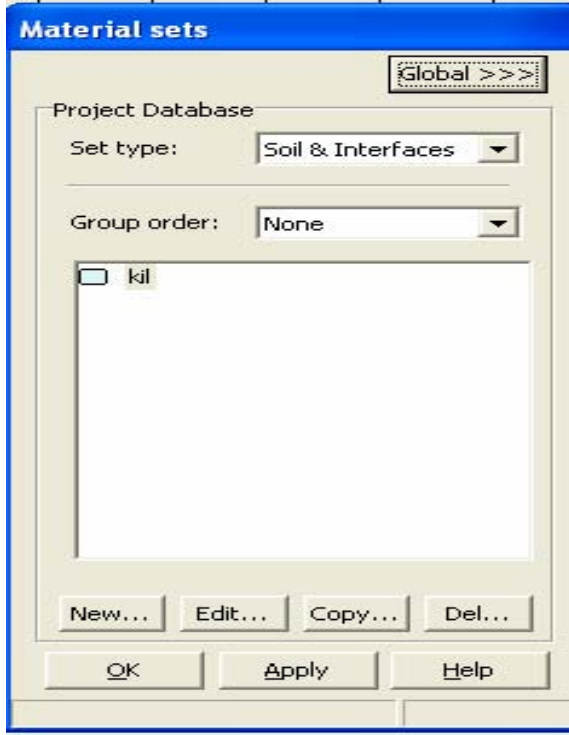 Material sets
Global >>>
Project Database
Set type: Soil & Interfaces
Group order: None
kil
New... Edit... Copy... Del...
OK Apply Help